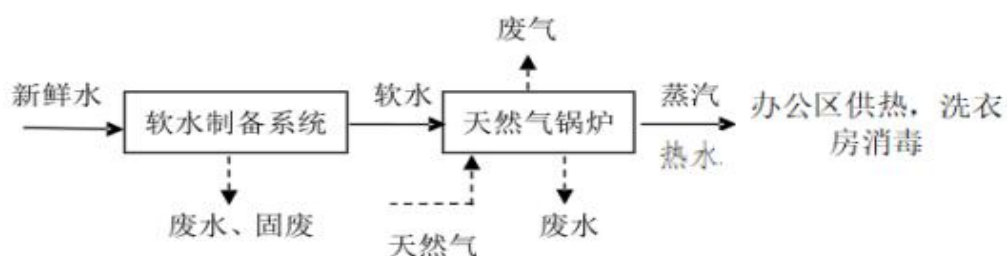 废气
新鲜水
软水制备系统
软水
天然气锅炉
蒸汽
热水.
办公区供热，洗衣
房消毒
废水、固废
天然气
废水